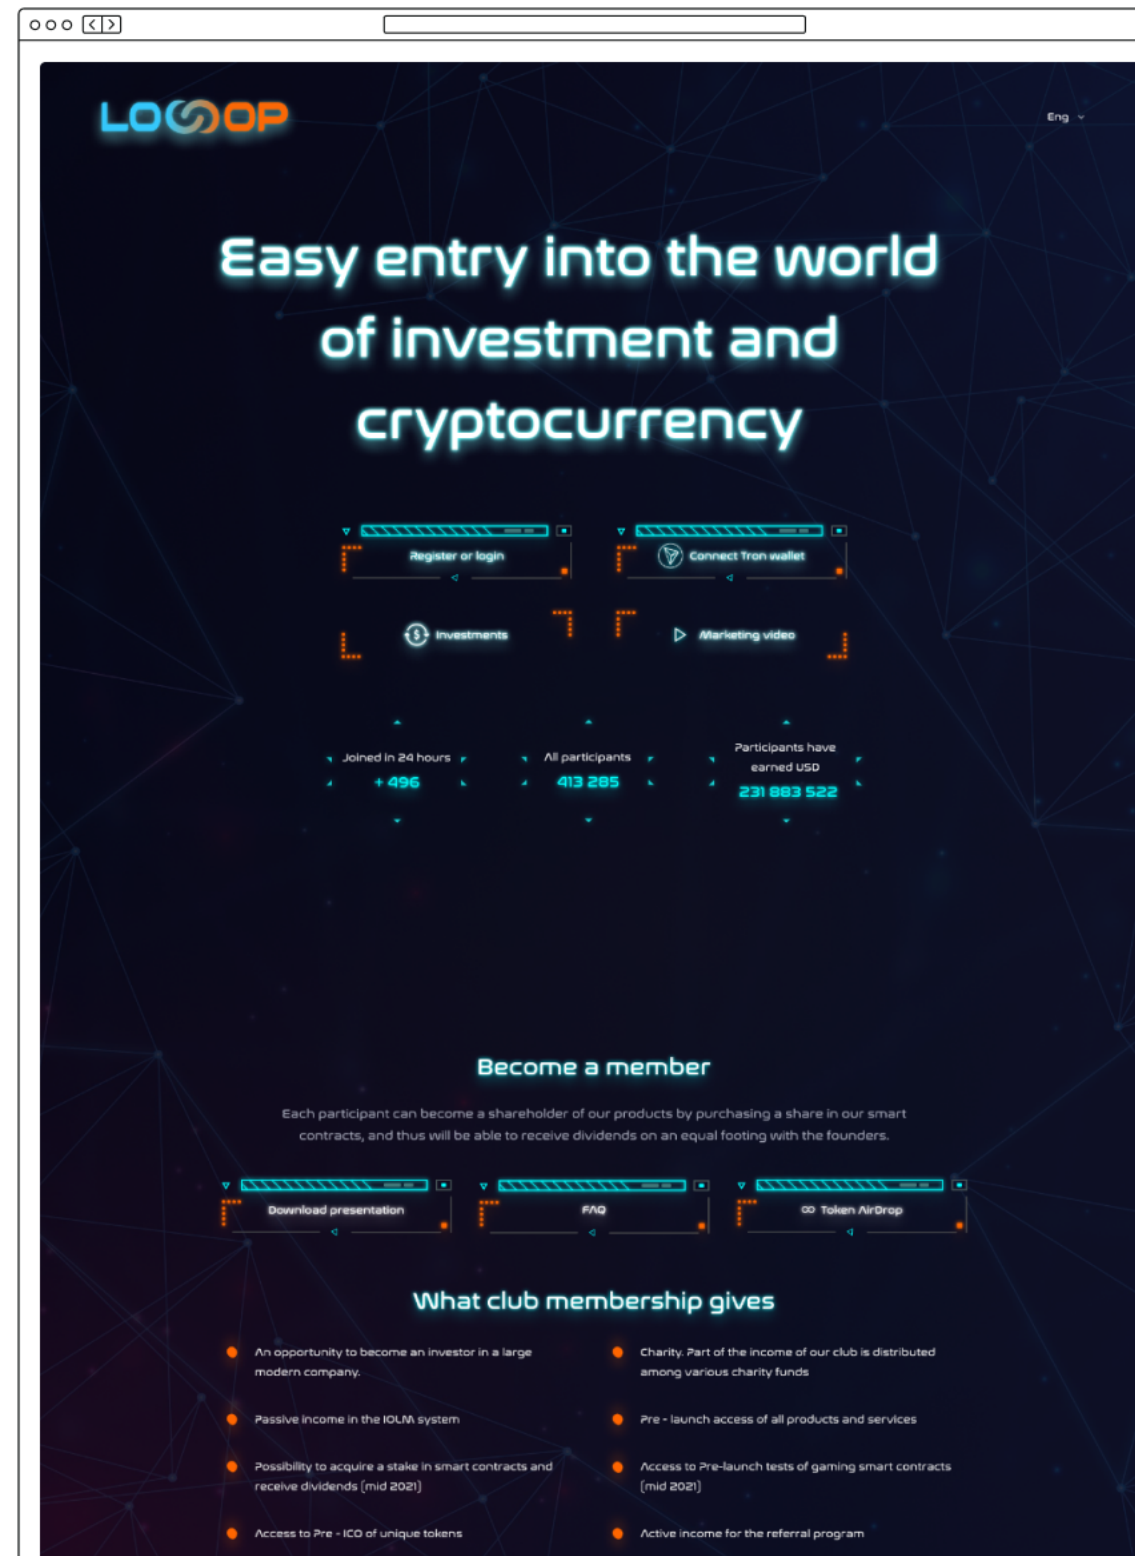 LOOOP
Eng
Easy entry into the world
of investment and
cryptocurrency
Register or login
Connect Tron wallet
Investments
Marketing video
Joined in 24 hours
+ 496
All participants
413 285
Participants have
earned USD
231 883 522
Become a member
Each participant can become a shareholder of our products by purchasing a share in our smart
contracts, and thus will be able to receive dividends on an equal footing with the founders.
Download presentation
FAQ
Token AirDrop
What club membership gives
An opportunity to become an investor in a large
modern company.
Charity. Part of the income of our club is distributed
among various charity funds
Passive income in the IOLM system
Pre - launch access of all products and services
Possibility to acquire a stake in smart contracts and
receive dividends (mid 2021)
Access to Pre-launch tests of gaming smart contracts
(mid 2021)
Access to Pre - ICO of unique tokens
Active income for the referral program